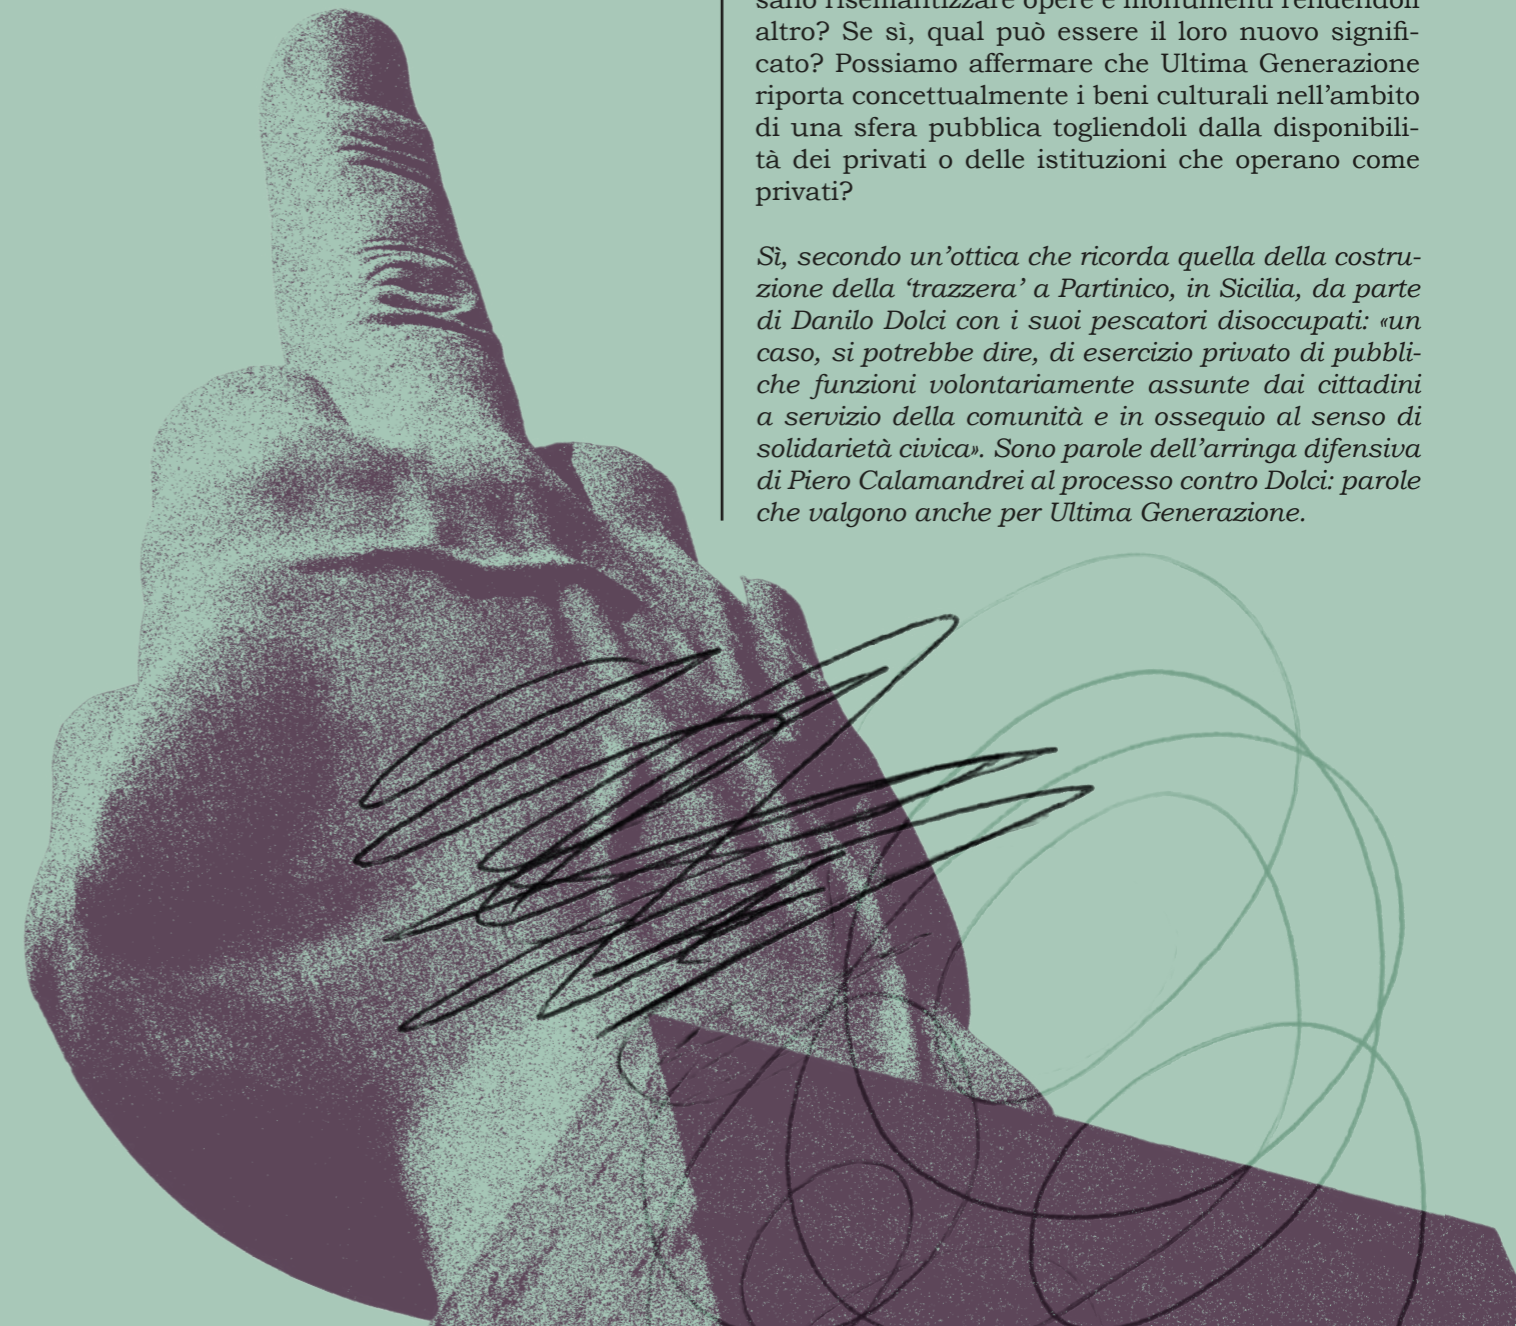 sano risemantizzare opere e monumenti rendendoli
altro? Se sì, qual può essere il loro nuovo signifi-
cato? Possiamo affermare che Ultima Generazione
riporta concettualmente i beni culturali nell’ambito
di una sfera pubblica togliendoli dalla disponibili-
tà dei privati o delle istituzioni che operano come
privati?
Sì, secondo un’ottica che ricorda quella della costru-
zione della ‘trazzera’ a Partinico, in Sicilia, da parte
di Danilo Dolci con i suoi pescatori disoccupati: «un
caso, si potrebbe dire, di esercizio privato di pubbli-
che funzioni volontariamente assunte dai cittadini
a servizio della comunità e in ossequio al senso di
solidarietà civica». Sono parole dell’arringa difensiva
di Piero Calamandrei al processo contro Dolci: parole
che valgono anche per Ultima Generazione.